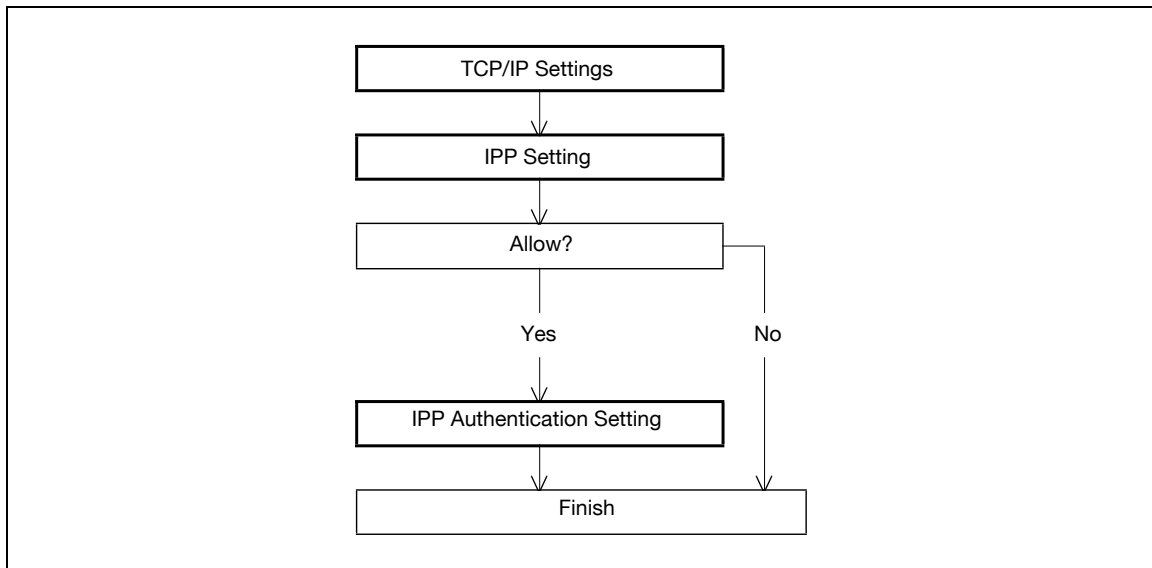 TCP/IP Settings
IPP Setting
Allow?
Yes
No
IPP Authentication Setting
Finish